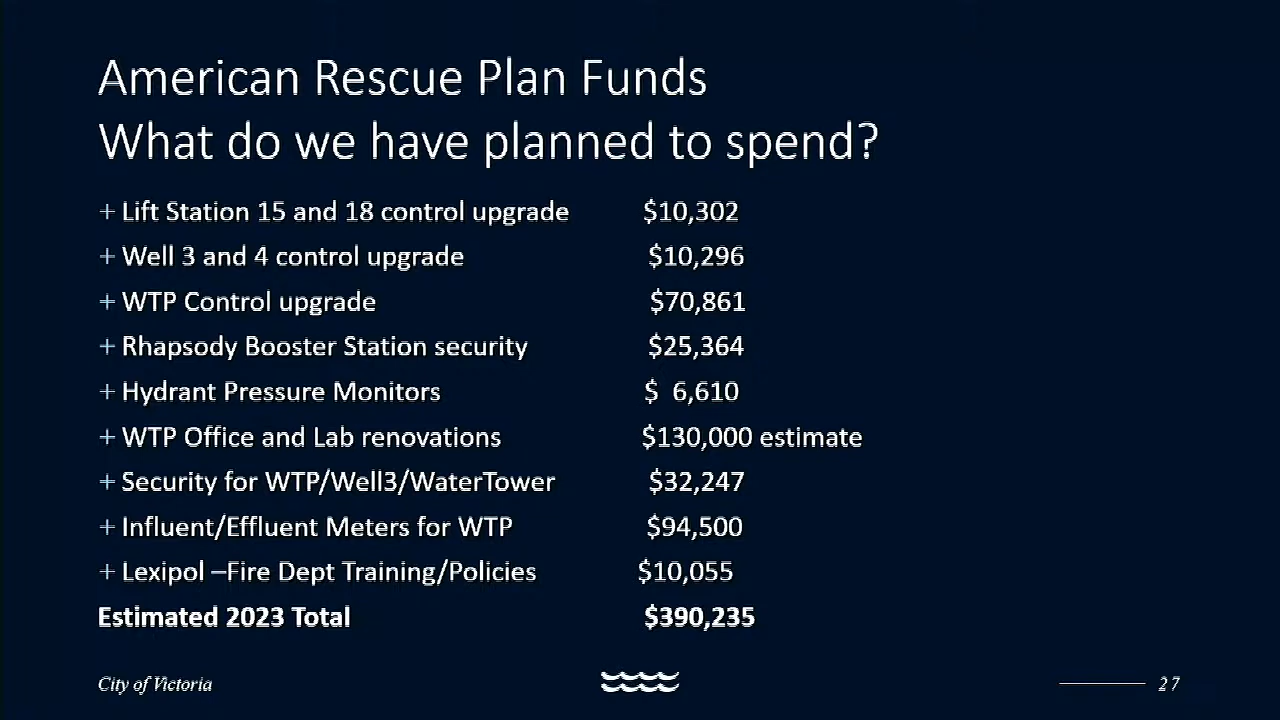 American Rescue Plan Funds
What do we have planned to spend?
+ Lift Station 15 and 18 control upgrade $10,302
+ Well 3 and 4 control upgrade $10,296
+ WTP Control upgrade $70,861
+ Rhapsody Booster Station security $25,364
+ Hydrant Pressure Monitors $ 6,610
+ WTP Office and Lab renovations $130,000 estimate
+ Security for WTP/Well3/WaterTower $32,247
+ Influent/Effluent Meters for WTP $94,500
+ Lexipol –Fire Dept Training/Policies $10,055
Estimated 2023 Total $390,235
City of Victoria 27